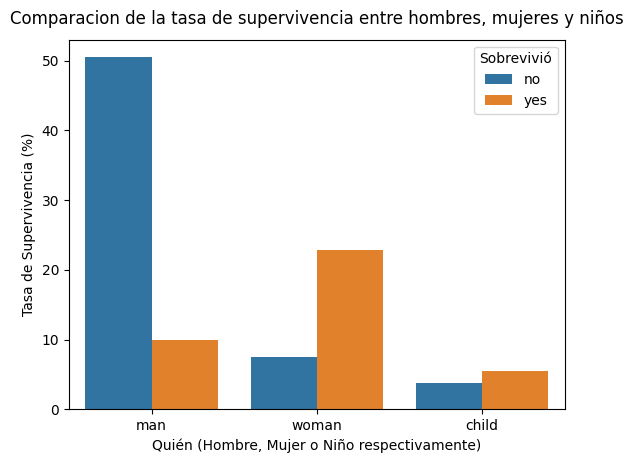 Comparacion de la tasa de supervivencia entre hombres, mujeres y niños
Sobrevivió
no
yes
Tasa de Supervivencia (%)
50
40
30
20
10
0
man
woman
child
Quién (Hombre, Mujer o Niño respectivamente)